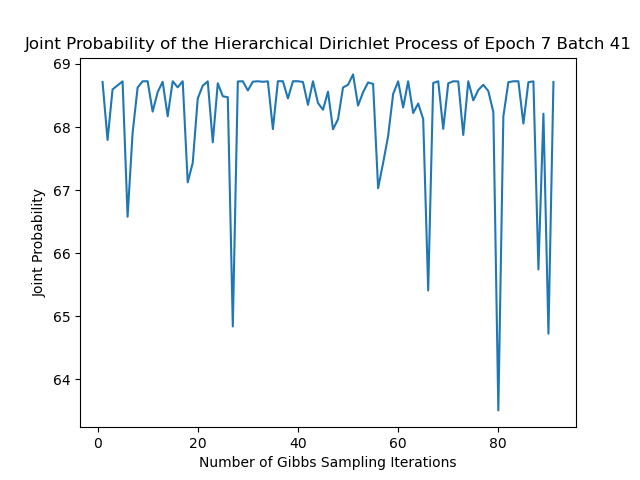 Joint Probability of the Hierarchical Dirichlet Process of Epoch 7 Batch 41
69
68
67
66
65
64
Joint Probability
0 20 40 60 80
Number of Gibbs Sampling Iterations